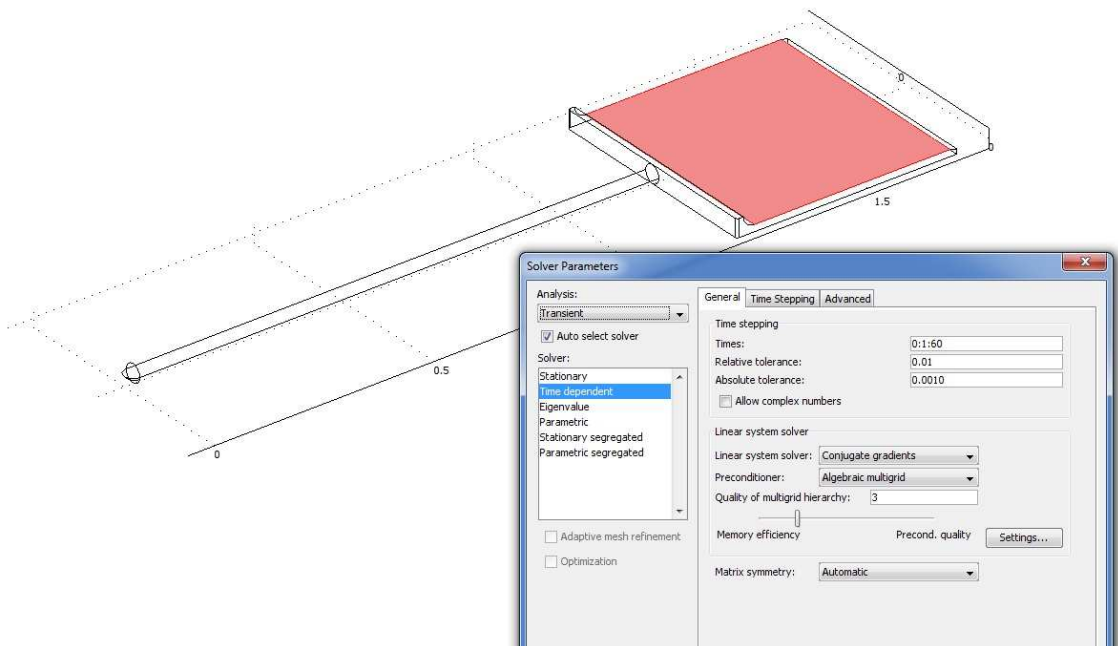 0
0
1.5
0.5
0
Solver Parameters
Analysis:
Transient
Auto select solver
Solver:
Stationary
Time dependent
Eigenvalue
Parametric
Stationary segregated
Parametric segregated
Adaptive mesh refinement
Optimization
General Time Stepping Advanced
Time stepping
Times: 0:1:60
Relative tolerance: 0.01
Absolute tolerance: 0.0010
Allow complex numbers
Linear system solver
Linear system solver: Conjugate gradients
Preconditioner: Algebraic multigrid
Quality of multigrid hierarchy: 3
Memory efficiency Precond. quality Settings...
Matrix symmetry: Automatic